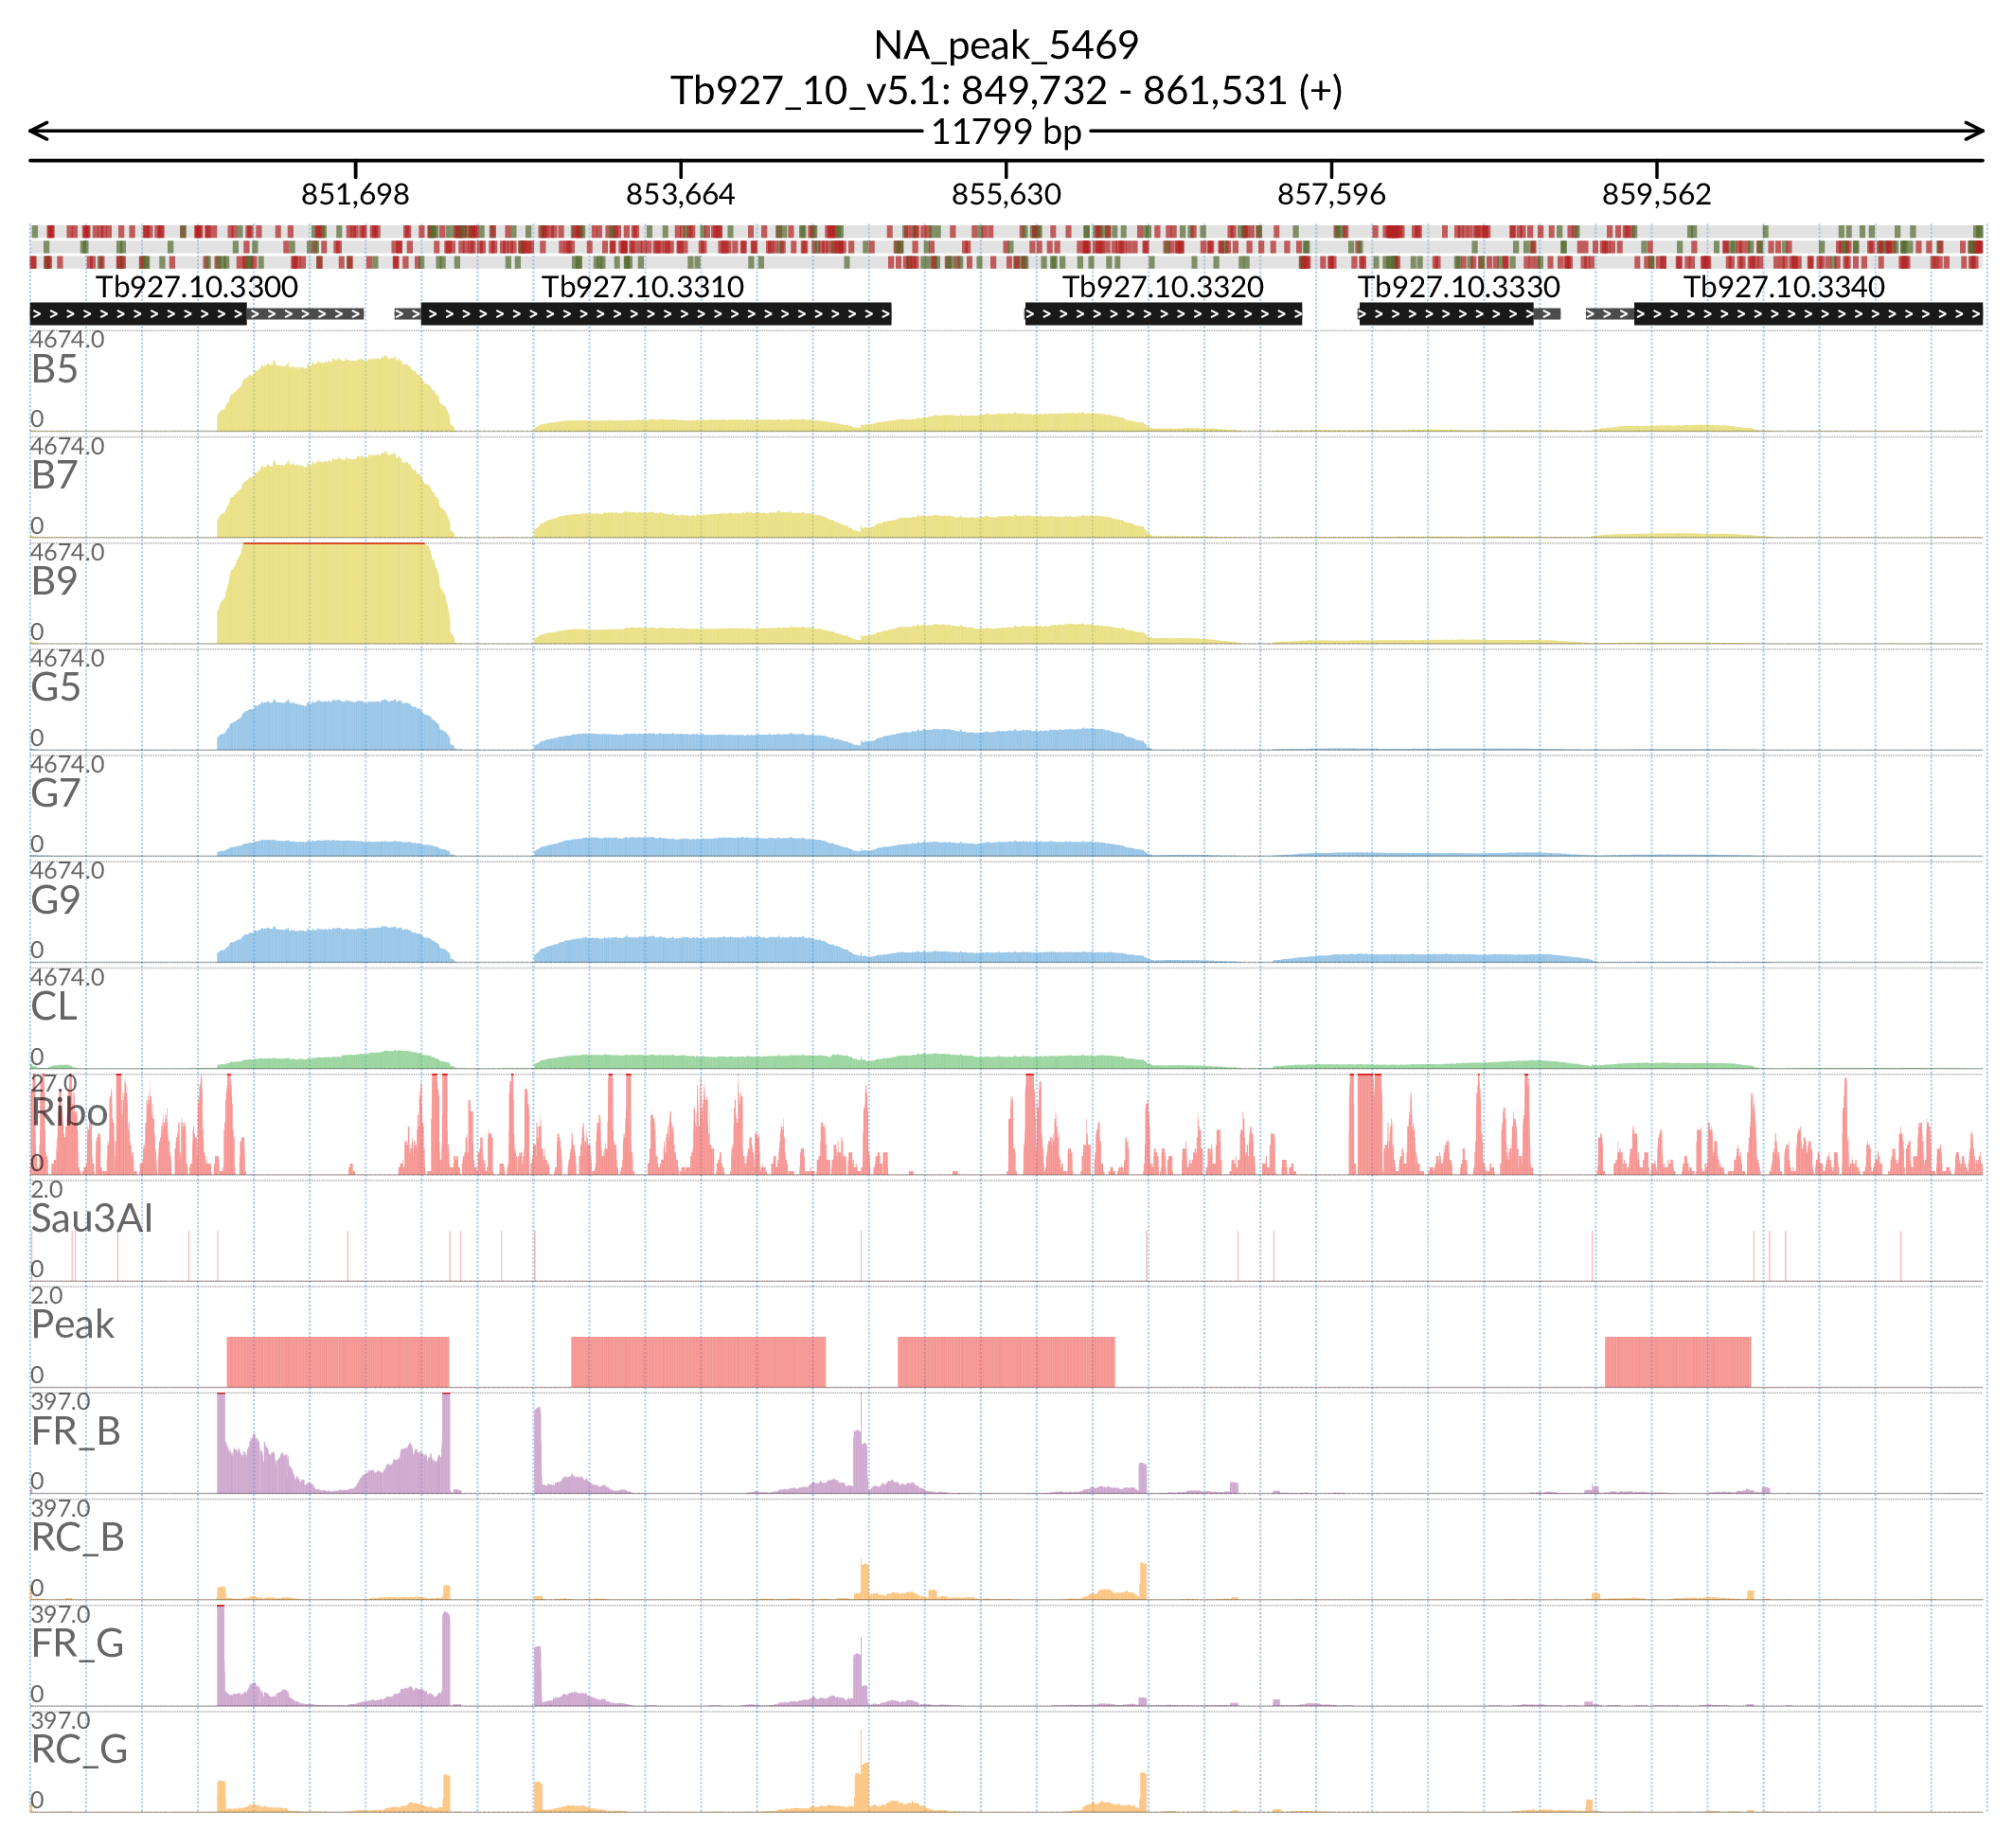 NA_peak_5469
Tb927_10_v5.1: 849,732 - 861,531 (+)
11799 bp
851,698 853,664 855,630 857,596 859,562
Tb927.10.3300 Tb927.10.3310 Tb927.10.3320 Tb927.10.3330 Tb927.10.3340
4674.0
B5
0
4674.0
B7
0
4674.0
B9
0
4674.0
G5
0
4674.0
G7
0
4674.0
G9
0
4674.0
CL
0
27.0
Ribo
0
2.0
Sau3AI
0
2.0
Peak
0
397.0
FR_B
0
397.0
RC_B
0
397.0
FR_G
0
397.0
RC_G
0